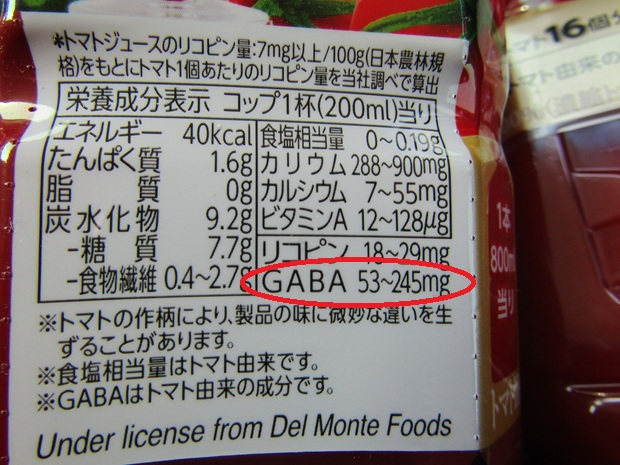 *トマトジュースのリコピン量:7mg以上/100g(日本農林規
格)をもとにトマト1個あたりのリコピン量を当社調べで算出
栄養成分表示 コップ1杯(200ml)当り
エネルギー 40kcal
たんぱく質 1.6g
脂質 0g
炭水化物 9.2g
-糖質 7.7g
-食物繊維 0.4~2.7g
食塩相当量 0~0.19g
カリウム 288~900mg
カルシウム 7~55mg
ビタミンA 12~128μg
リコピン 18~29mg
GABA 53~245mg
※トマトの作柄により、製品の味に微妙な違いを生
ずることがあります。
※食塩相当量はトマト由来です。
※GABAはトマト由来の成分です。
Under license from Del Monte Foods
1本
800ml
当り
トマト
トマト16個分
トマト由来の